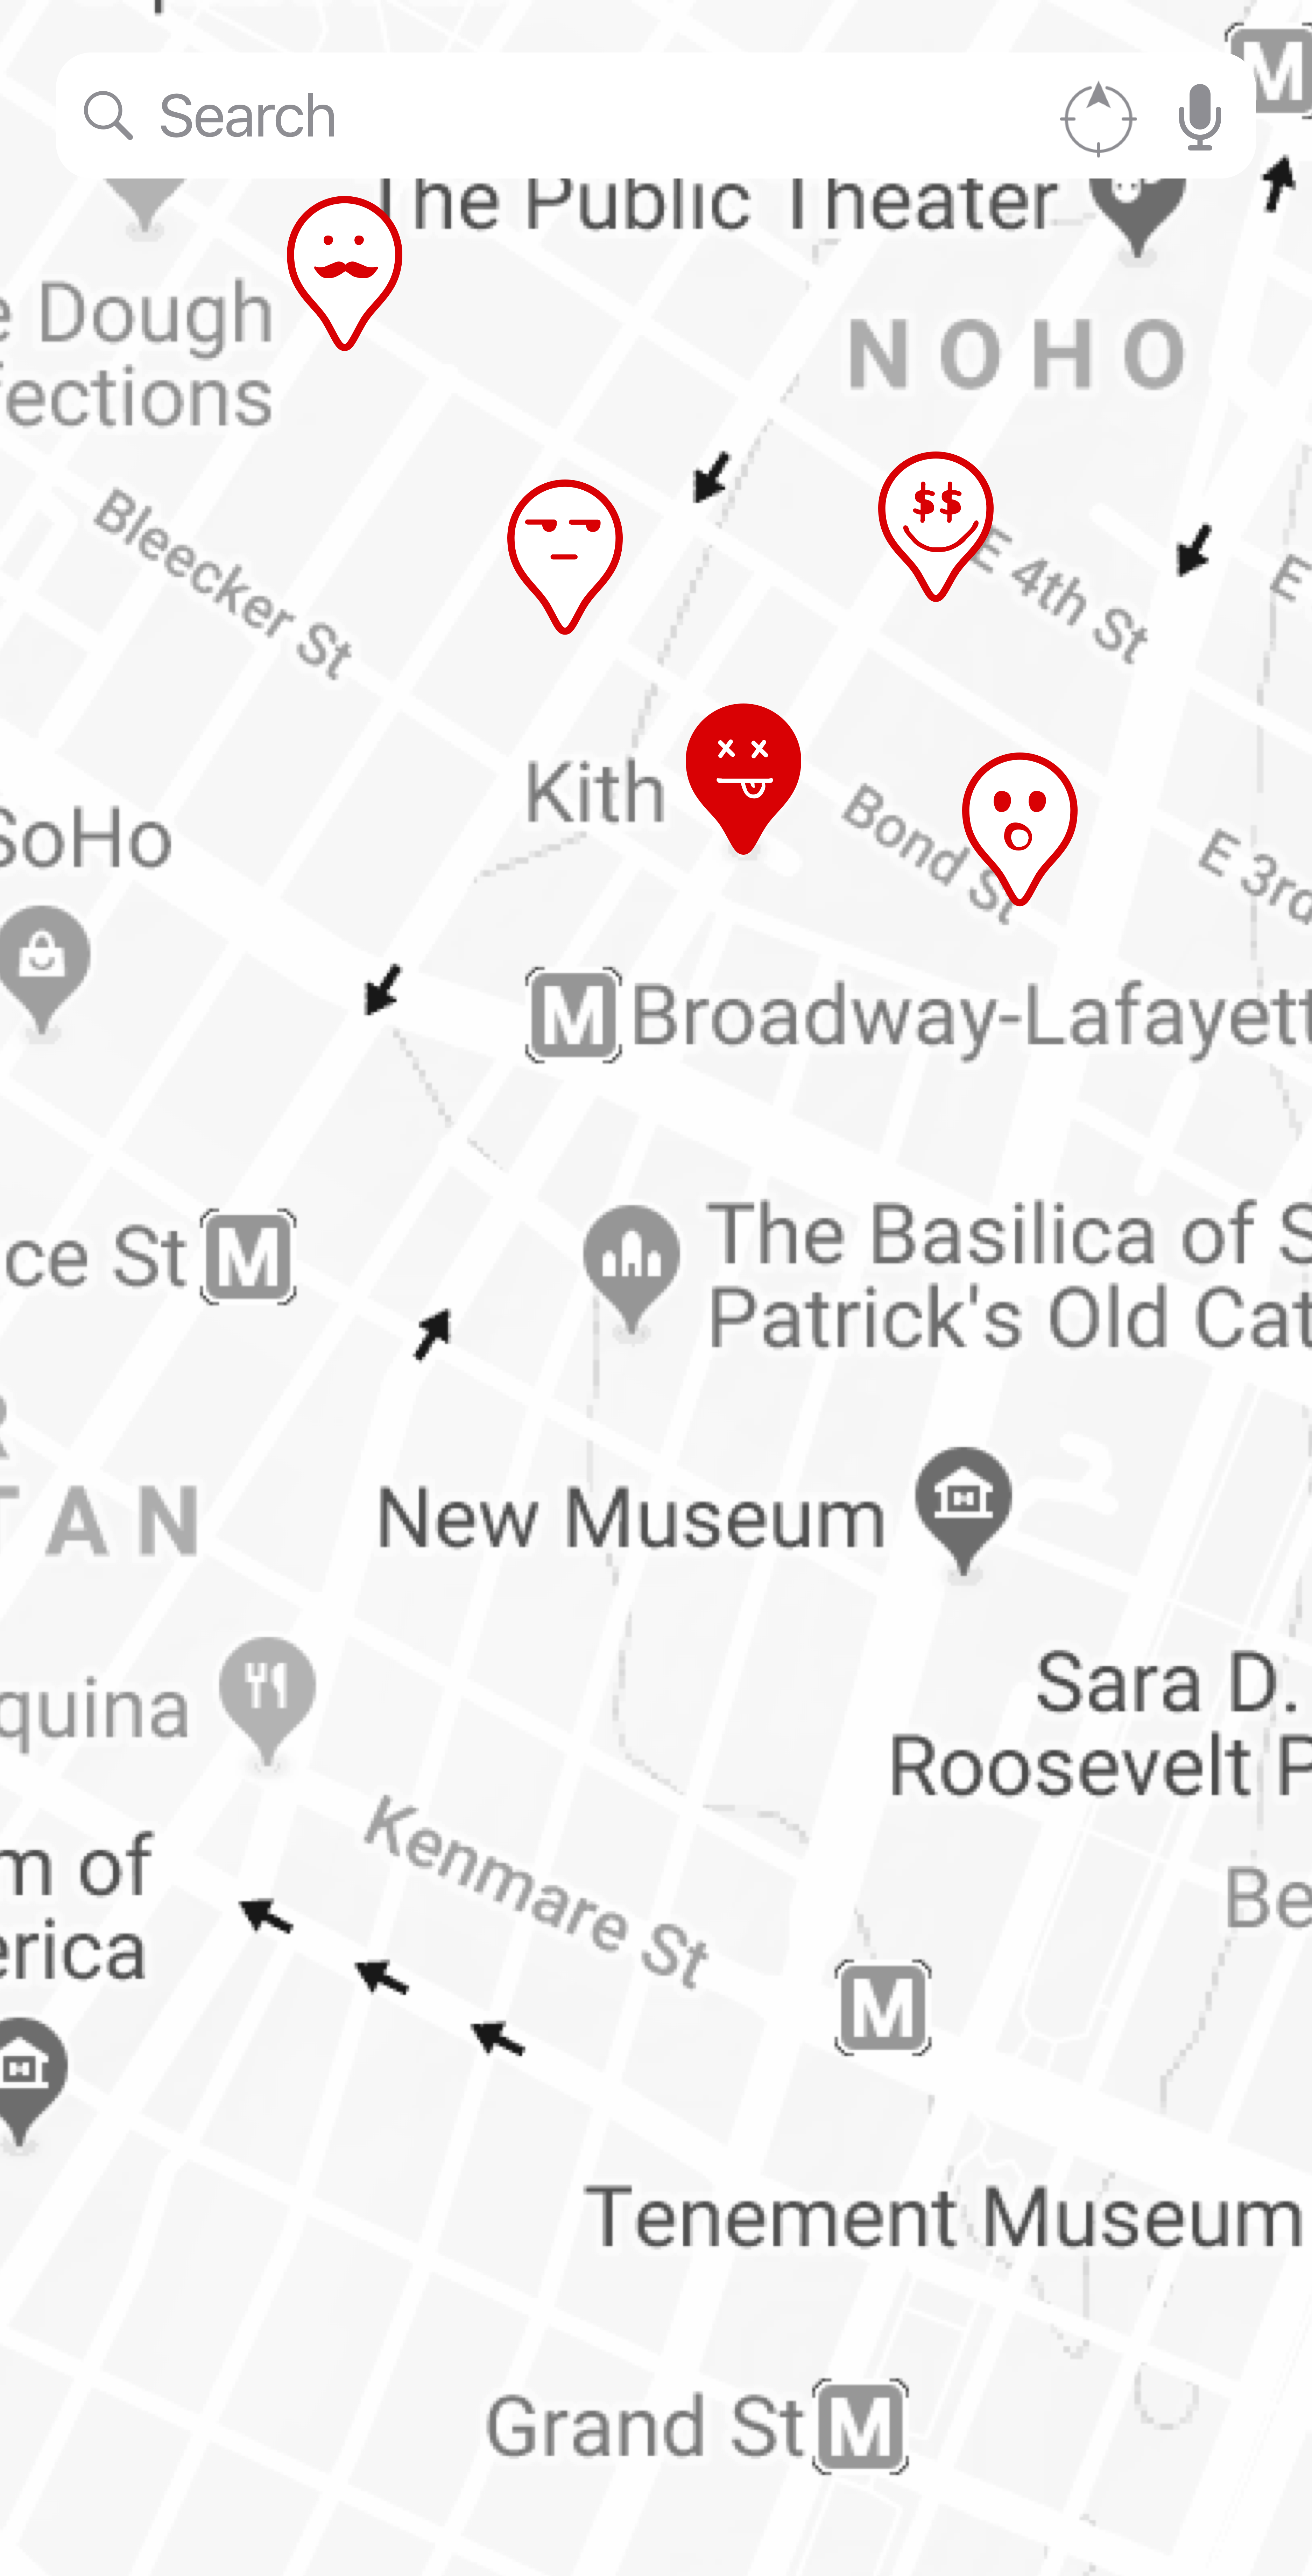 Search
M
The Public Theater
e Dough
fections
NOHO
$$
E 4th St
E
Bleecker St
Kith
Bond St
E 3rd
SoHo
M Broadway-Lafayett
ce St M
The Basilica of S
Patrick's Old Cat
R
TAN
New Museum
quina
Sara D.
Roosevelt P
Kenmare St
m of
erica
Be
M
Tenement Museum
Grand St M